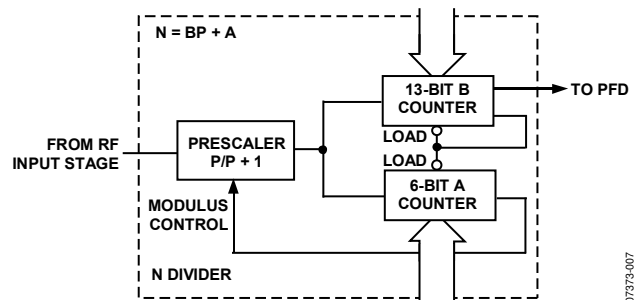 N = BP + A
13-BIT B
COUNTER
TO PFD
LOAD
LOAD
FROM RF
INPUT STAGE
PRESCALER
P/P + 1
6-BIT A
COUNTER
MODULUS
CONTROL
N DIVIDER
07373-007